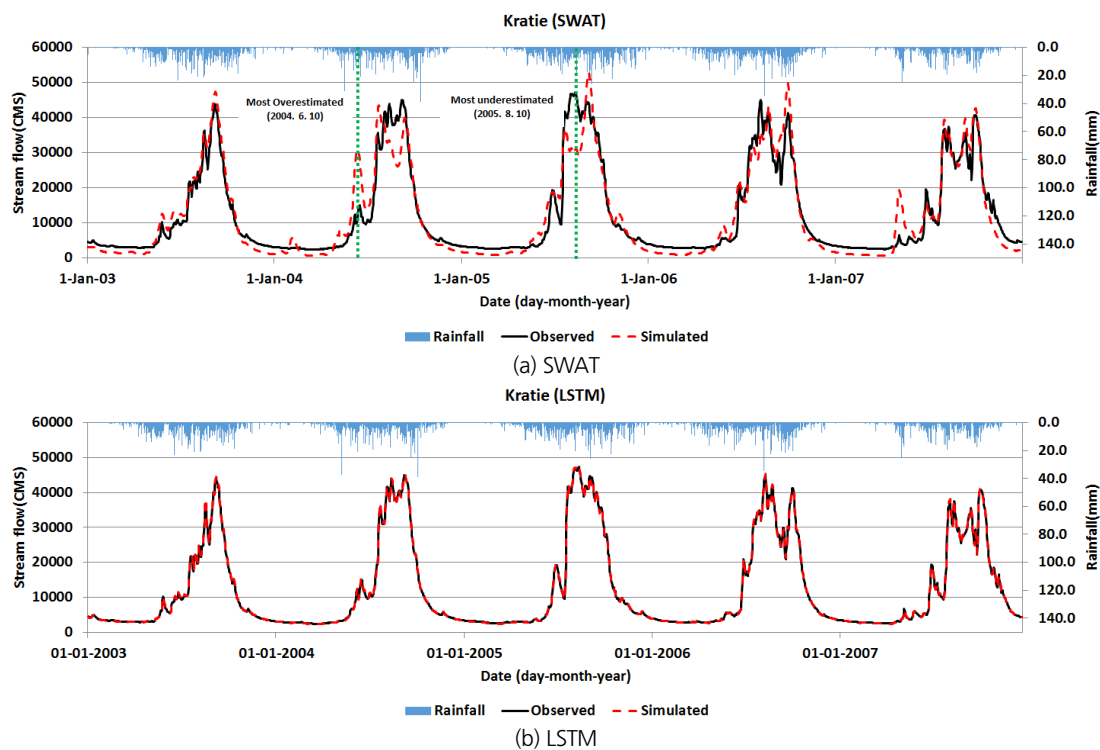 Kratie (SWAT)
60000 0.0
50000 20.0
40000 40.0
30000 60.0
20000 80.0
10000 100.0
0 120.0
140.0
Stream flow(CMS)
Rainfall(mm)
Most Overestimated
(2004. 6. 10)
Most underestimated
(2005. 8. 10)
1-Jan-03 1-Jan-04 1-Jan-05 1-Jan-06 1-Jan-07
Date (day-month-year)
Rainfall Observed Simulated
(a) SWAT
Kratie (LSTM)
60000 0.0
50000 20.0
40000 40.0
30000 60.0
20000 80.0
10000 100.0
0 120.0
140.0
Stream flow(CMS)
Rainfall(mm)
01-01-2003 01-01-2004 01-01-2005 01-01-2006 01-01-2007
Date (day-month-year)
Rainfall Observed Simulated
(b) LSTM